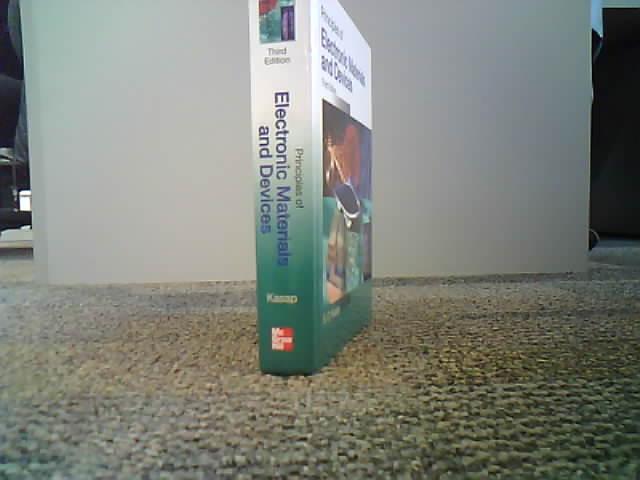 Third
Edition
Principles of
Electronic Materials
and Devices
Kasap
Mc
Graw
Hill
Principles of
Electronic Materials
and Devices